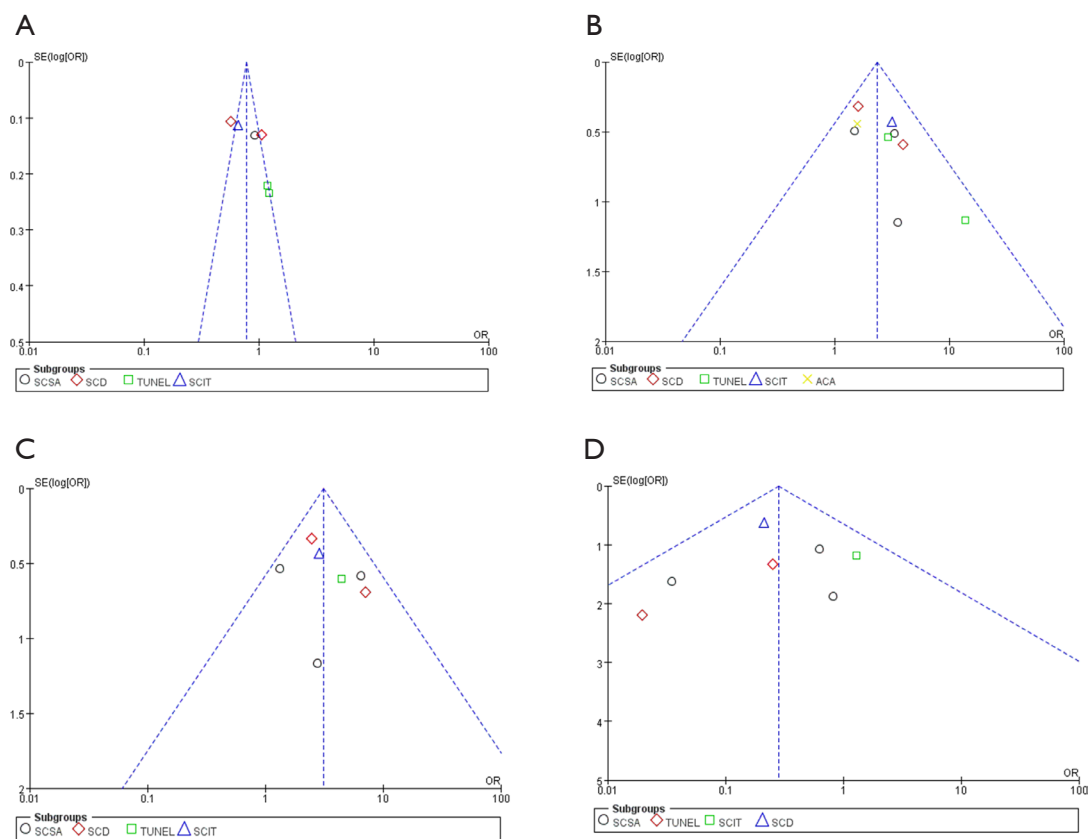 A
SE(log[OR])
0
0.1
0.2
0.3
0.4
0.5
0.01
0.1
1
10
100
OR
Subgroups
SCSA SCD TUNEL SCIT
B
SE(log[OR])
0
0.5
1
1.5
2
0.01
0.1
1
10
100
OR
Subgroups
SCSA SCD TUNEL SCIT ACA
C
SE(log[OR])
0
0.5
1
1.5
2
0.01
0.1
1
10
100
OR
Subgroups
SCSA SCD TUNEL SCIT
D
SE(log[OR])
0
1
2
3
4
5
0.01
0.1
1
10
100
OR
Subgroups
SCSA TUNEL SCIT SCD